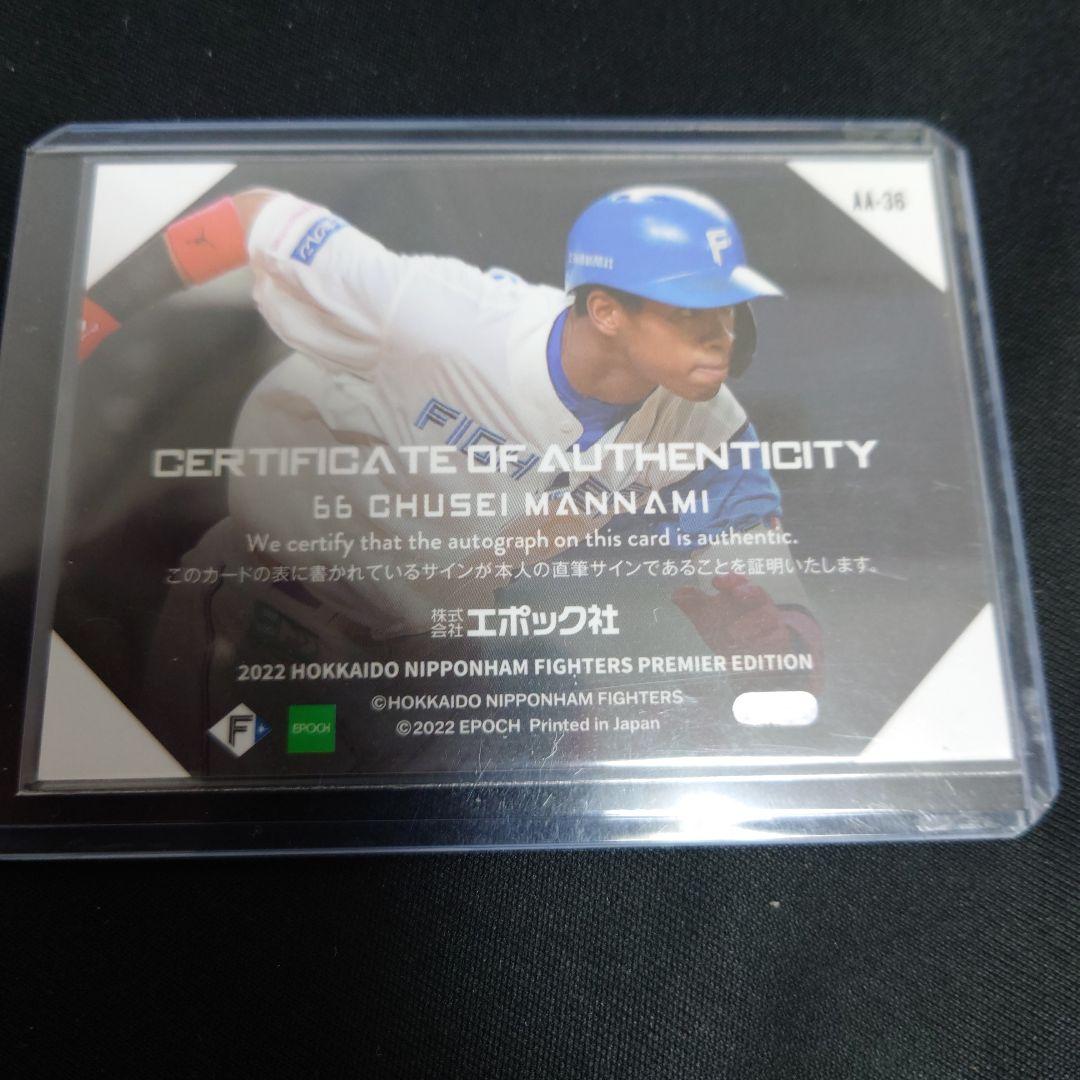 AA-36
F
FIGH
CERTIFICATE OF AUTHENTICITY
66 CHUSEI MANNAMI
We certify that the autograph on this card is authentic.
このカードの表に書かれているサインが本人の直筆サインであることを証明いたします。
株式会社 エポック社
2022 HOKKAIDO NIPPONHAM FIGHTERS PREMIER EDITION
©HOKKAIDO NIPPONHAM FIGHTERS
©2022 EPOCH Printed in Japan
F
EPOCH